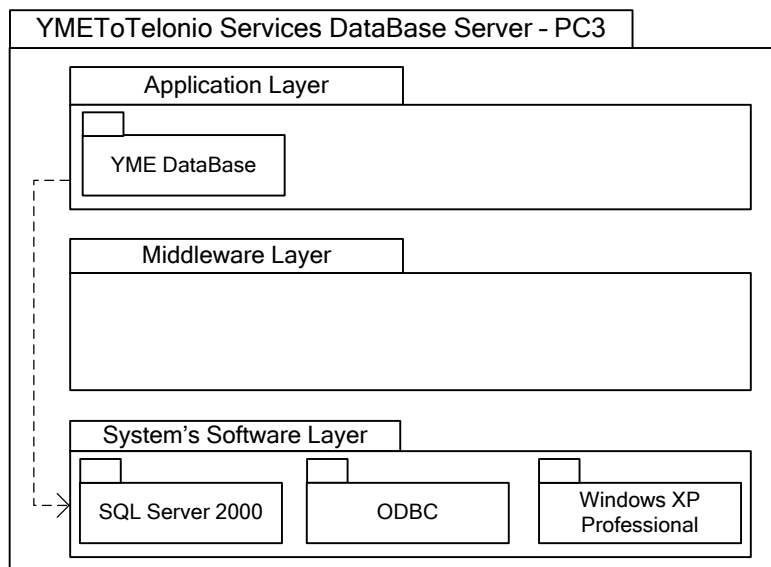 YMEToTelonio Services DataBase Server - PC3
Application Layer
YME DataBase
Middleware Layer
System's Software Layer
SQL Server 2000
ODBC
Windows XP
Professional